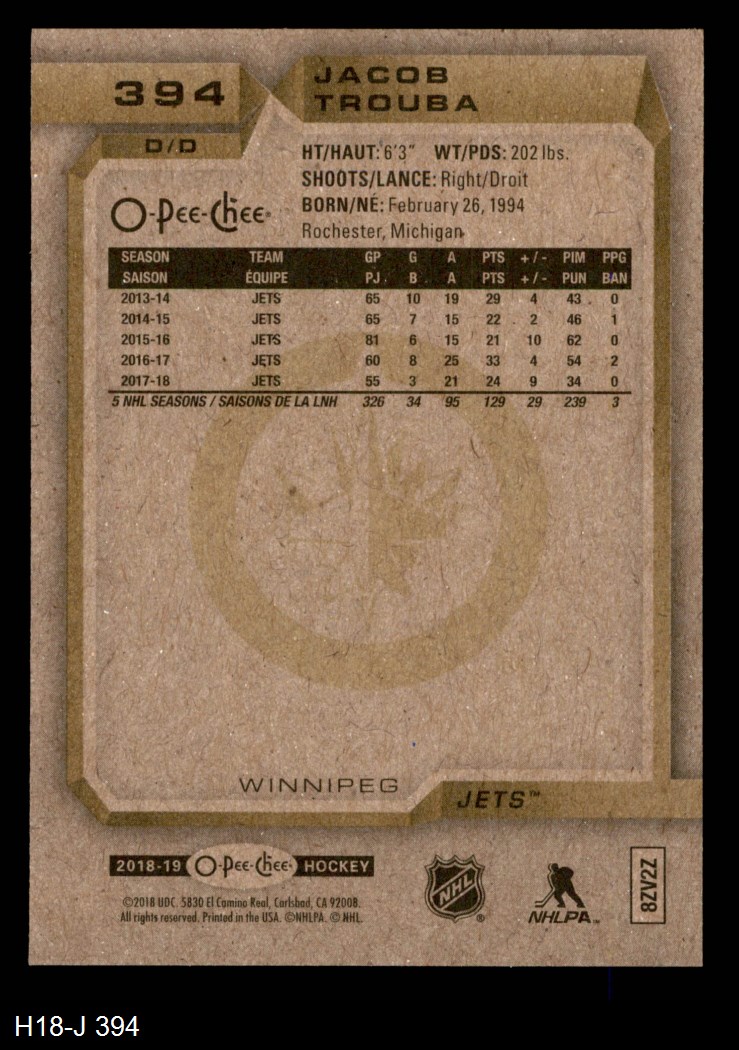 394
JACOB
TROUBA
D/D
HT/HAUT: 6'3" WT/PDS: 202 lbs.
SHOOTS/LANCE: Right/Droit
BORN/NÉ: February 26, 1994
Rochester, Michigan
O-Pee-Chee
SEASON TEAM GP G A PTS +/- PIM PPG
SAISON ÉQUIPE PJ B A PTS +/- PUN BAN
2013-14 JETS 65 10 19 29 4 43 0
2014-15 JETS 65 7 15 22 2 46 1
2015-16 JETS 81 6 15 21 10 62 0
2016-17 JETS 60 8 25 33 4 54 2
2017-18 JETS 55 3 21 24 9 34 0
5 NHL SEASONS / SAISONS DE LA LNH 326 34 95 129 29 239 3
WINNIPEG
JETS™
2018-19 O-Pee-Chee HOCKEY
©2018 UDC. 5830 El Camino Real, Carlsbad, CA 92008.
All rights reserved. Printed in the USA. ©NHLPA. © NHL.
NHL ®
NHLPA™
8ZV2Z
H18-J 394